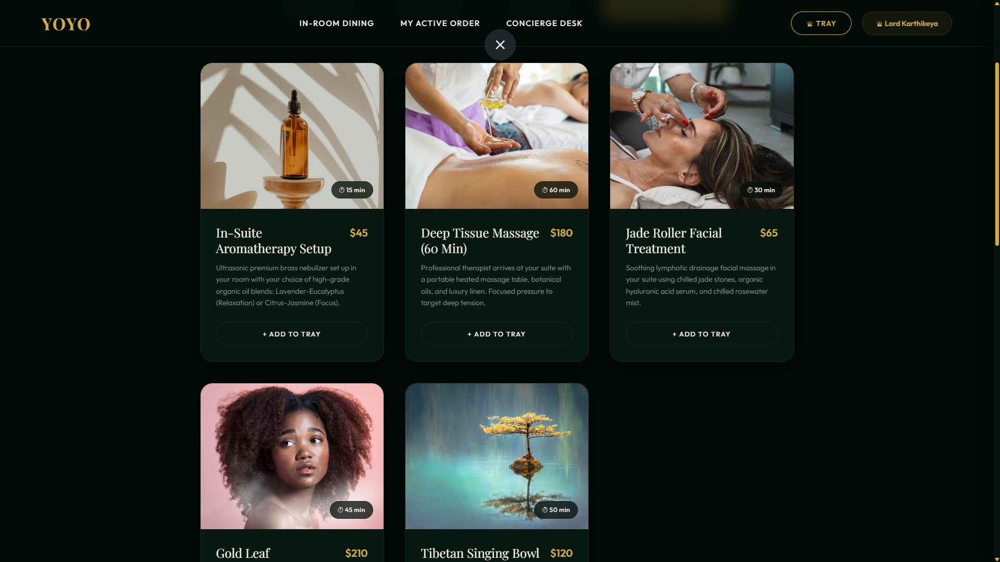 YOYO
IN-ROOM DINING
MY ACTIVE ORDER
CONCIERGE DESK
TRAY
Lord Karthikeya
15 min
60 min
30 min
In-Suite
Aromatherapy Setup
$45
Ultrasonic premium brass nebulizer set up in
your room with your choice of high-grade
organic oil blends: Lavender-Eucalyptus
(Relaxation) or Citrus-Jasmine (Focus).
+ ADD TO TRAY
Deep Tissue Massage
(60 Min)
$180
Professional therapist arrives at your suite with
a portable heated massage table, botanical
oils, and luxury linen. Focused pressure to
target deep tension.
+ ADD TO TRAY
Jade Roller Facial
Treatment
$65
Soothing lymphatic drainage facial massage in
your suite using chilled jade stones, organic
hyaluronic acid serum, and chilled rosewater
mist.
+ ADD TO TRAY
45 min
50 min
Gold Leaf
$210
Tibetan Singing Bowl
$120